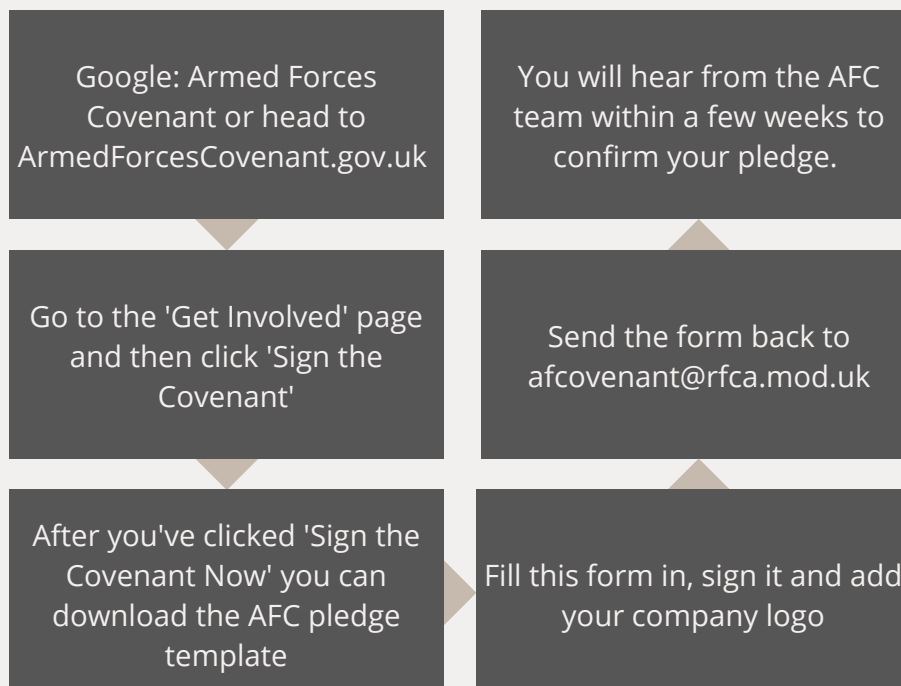 Google: Armed Forces
Covenant or head to
ArmedForcesCovenant.gov.uk
Go to the 'Get Involved' page
and then click 'Sign the
Covenant'
After you've clicked 'Sign the
Covenant Now' you can
download the AFC pledge
template
Fill this form in, sign it and add
your company logo
Send the form back to
afcovenant@rfca.mod.uk
You will hear from the AFC
team within a few weeks to
confirm your pledge.